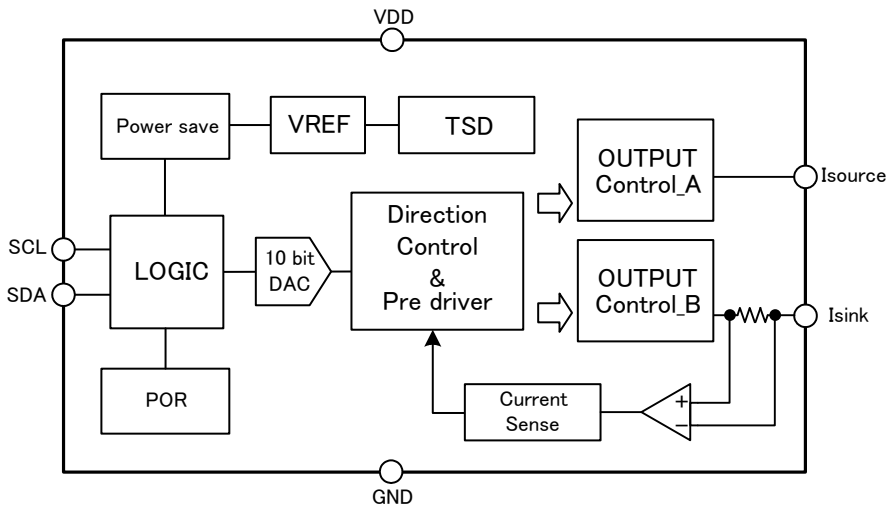 VDD
Power save
VREF
TSD
OUTPUT
Control_A
Isource
Direction
Control
&
Pre driver
SCL
SDA
LOGIC
10 bit
DAC
OUTPUT
Control_B
Isink
POR
Current
Sense
+
−
GND